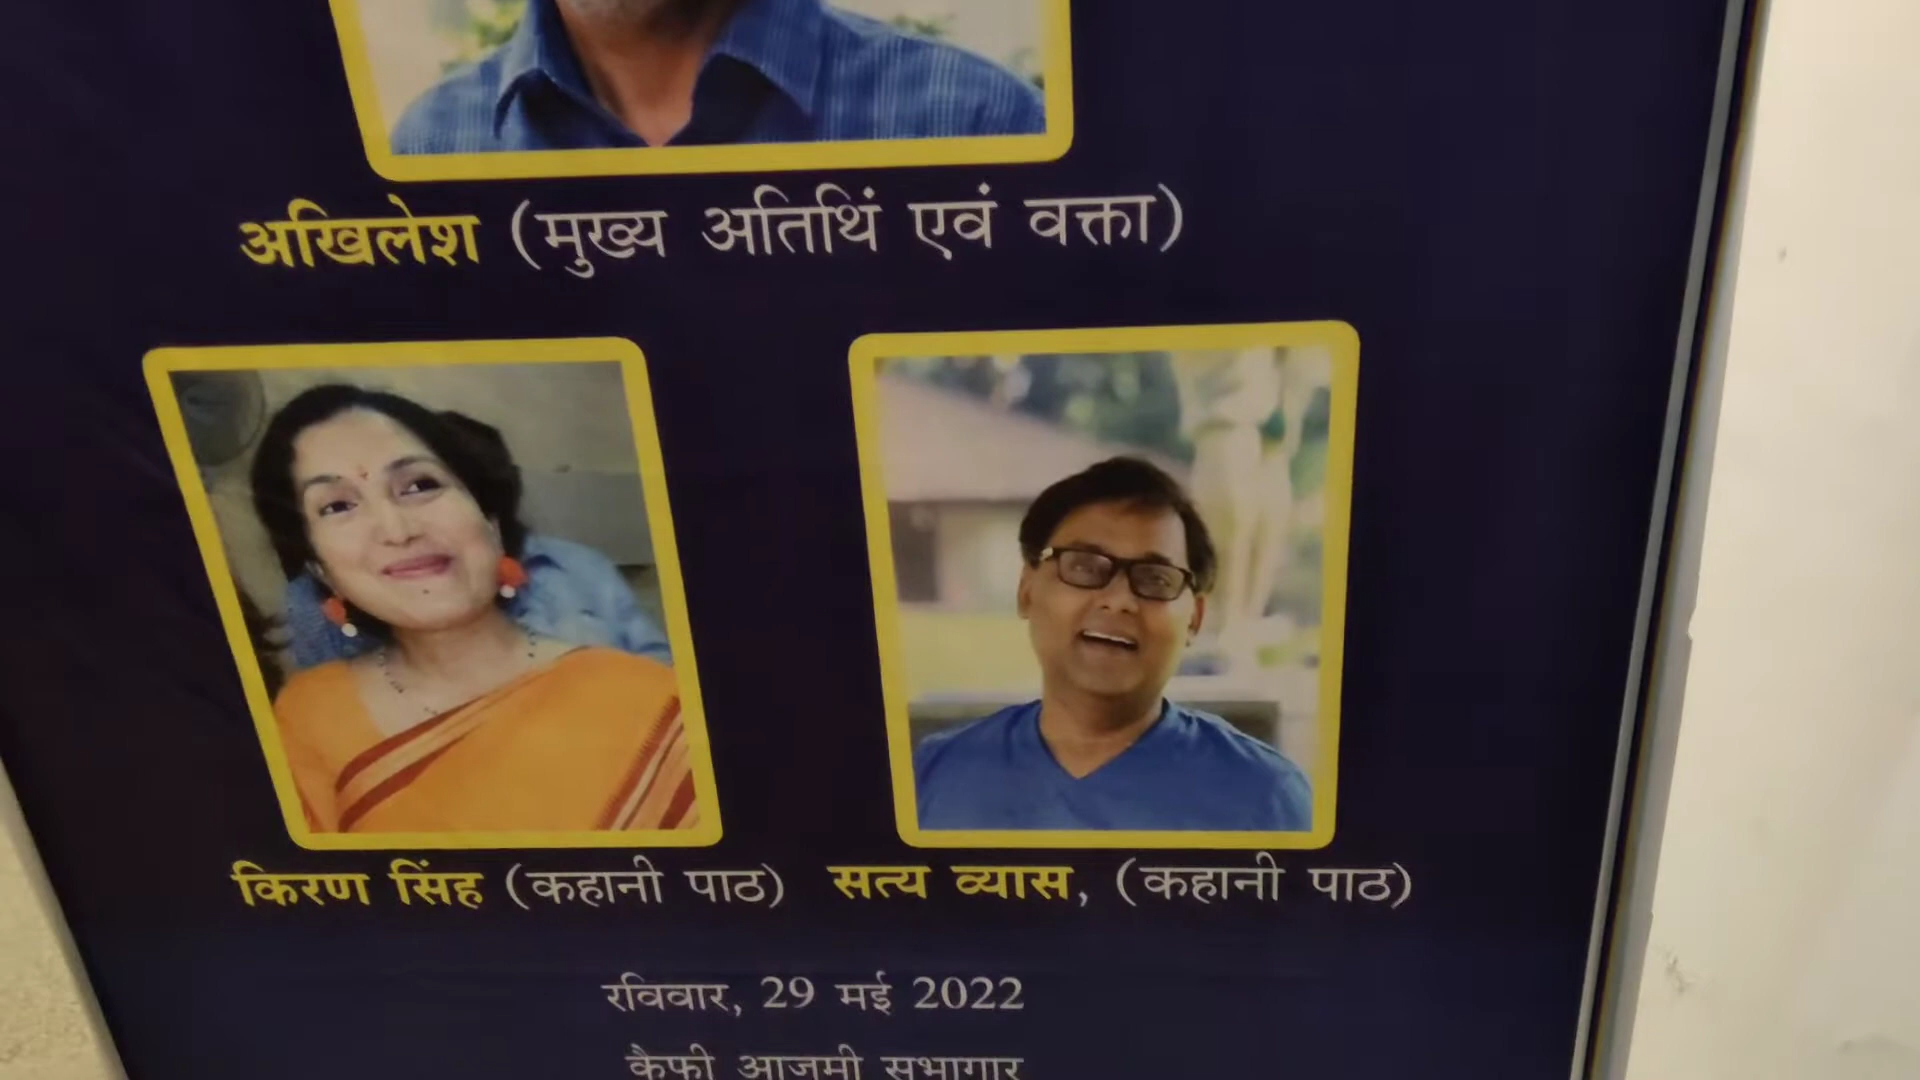 अखिलेश (मुख्य अतिथिं एवं वक्ता)
किरण सिंह (कहानी पाठ)
सत्य व्यास, (कहानी पाठ)
रविवार, 29 मई 2022
कैफी आजमी सभागार